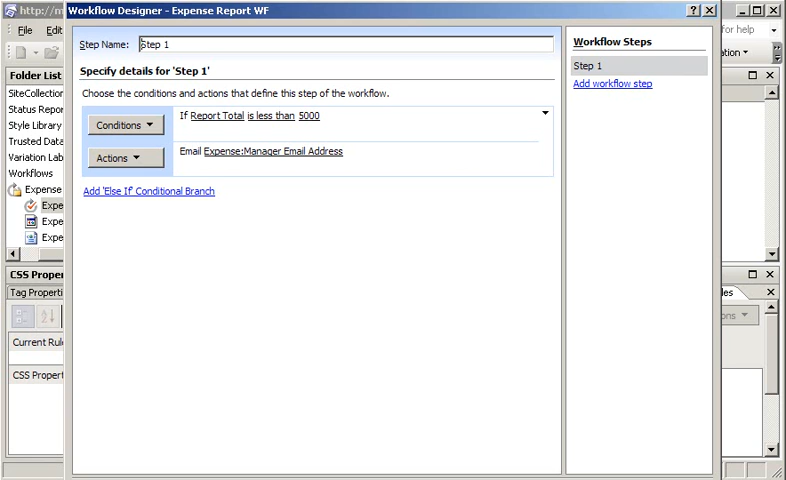 http://m
Workflow Designer - Expense Report WF
File Edit
for help
Step Name: Step 1
Workflow Steps
Folder List
Specify details for 'Step 1'
Step 1
SiteCollection
Choose the conditions and actions that define this step of the workflow.
Add workflow step
Status Repor
Style Library
Conditions
If Report Total is less than 5000
Trusted Data
Variation Lab
Actions
Email Expense:Manager Email Address
Workflows
Expense
Add 'Else If' Conditional Branch
Expe
Expe
Expe
CSS Proper
Tag Properti
Current Rul
CSS Propert